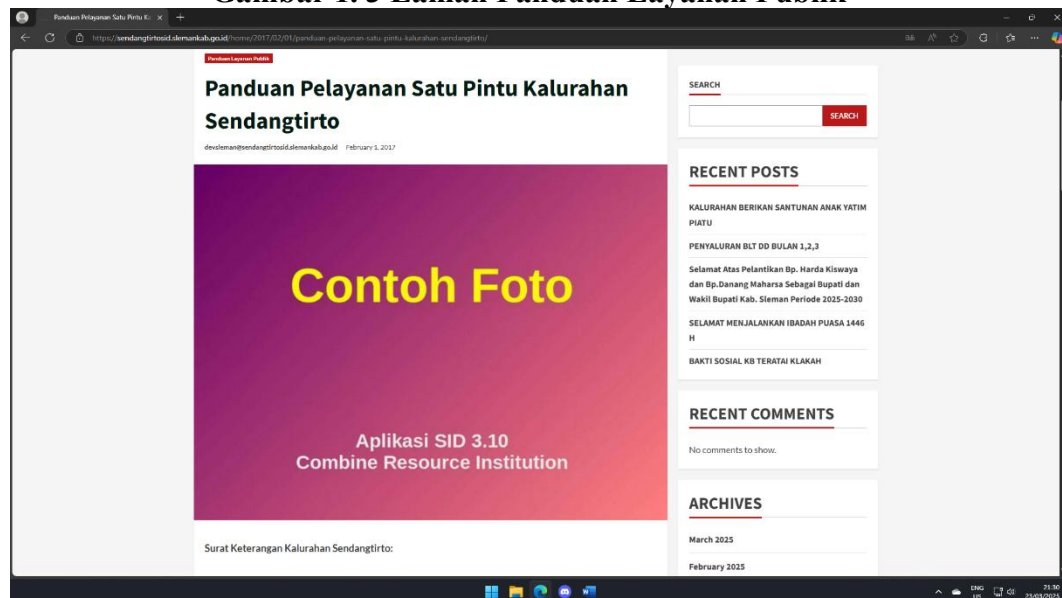 Gambar 1. 3 Laman Panduan Layanan Publik
Panduan Pelayanan Satu Pintu Ka
https://sendangtirtosid.slemankab.go.id/home/2017/02/01/panduan-pelayanan-satu-pintu-kalurahan-sendangtirto/
Panduan Layanan Publik
Panduan Pelayanan Satu Pintu Kalurahan
Sendangtirto
devsleman@sendangtirtosid.slemankab.go.id February 1, 2017
Contoh Foto
Aplikasi SID 3.10
Combine Resource Institution
Surat Keterangan Kalurahan Sendangtirto:
SEARCH
SEARCH
RECENT POSTS
KALURAHAN BERIKAN SANTUNAN ANAK YATIM
PIATU
PENYALURAN BLT DD BULAN 1,2,3
Selamat Atas Pelantikan Bp. Harda Kiswaya
dan Bp.Danang Maharsa Sebagai Bupati dan
Wakil Bupati Kab. Sleman Periode 2025-2030
SELAMAT MENJALANKAN IBADAH PUASA 1446
H
BAKTI SOSIAL KB TERATAI KLAKAH
RECENT COMMENTS
No comments to show.
ARCHIVES
March 2025
February 2025
ENG
US
21:30
23/03/2025